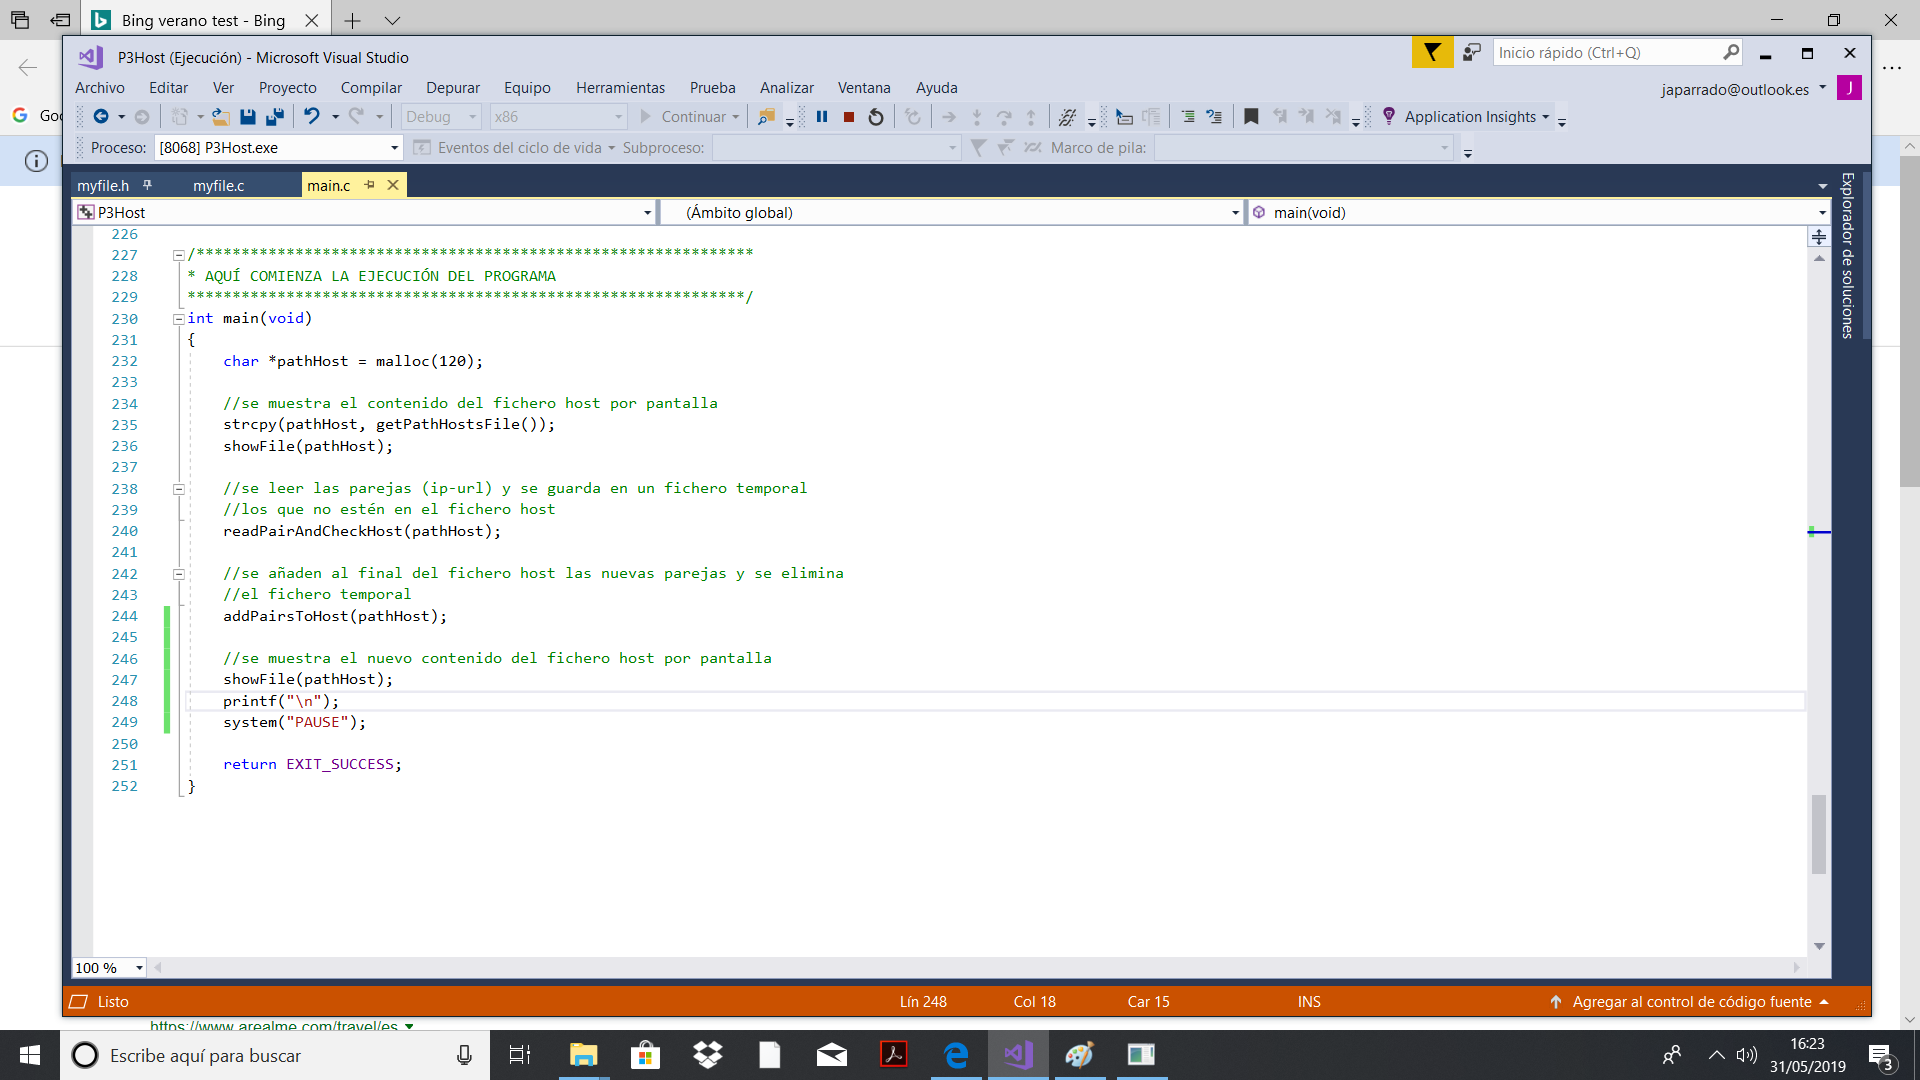 Bing verano test - Bing
P3Host (Ejecución) - Microsoft Visual Studio
Inicio rápido (Ctrl+Q)
Archivo Editar Ver Proyecto Compilar Depurar Equipo Herramientas Prueba Analizar Ventana Ayuda
japarrado@outlook.es J
Goo
Debug x86 Continuar Application Insights
Proceso: [8068] P3Host.exe Eventos del ciclo de vida Subproceso: Marco de pila:
myfile.h myfile.c main.c
Explorador de soluciones
P3Host (Ámbito global) main(void)
226
227 /**************************************************************
228 * AQUÍ COMIENZA LA EJECUCIÓN DEL PROGRAMA
229 **************************************************************/
230 int main(void)
231 {
232 char *pathHost = malloc(120);
233
234 //se muestra el contenido del fichero host por pantalla
235 strcpy(pathHost, getPathHostsFile());
236 showFile(pathHost);
237
238 //se leer las parejas (ip-url) y se guarda en un fichero temporal
239 //los que no estén en el fichero host
240 readPairAndCheckHost(pathHost);
241
242 //se añaden al final del fichero host las nuevas parejas y se elimina
243 //el fichero temporal
244 addPairsToHost(pathHost);
245
246 //se muestra el nuevo contenido del fichero host por pantalla
247 showFile(pathHost);
248 printf("\n");
249 system("PAUSE");
250
251 return EXIT_SUCCESS;
252 }
100 %
Listo Lín 248 Col 18 Car 15 INS Agregar al control de código fuente
https://www.arealme.com/travel/es
Escribe aquí para buscar
16:23
31/05/2019
3